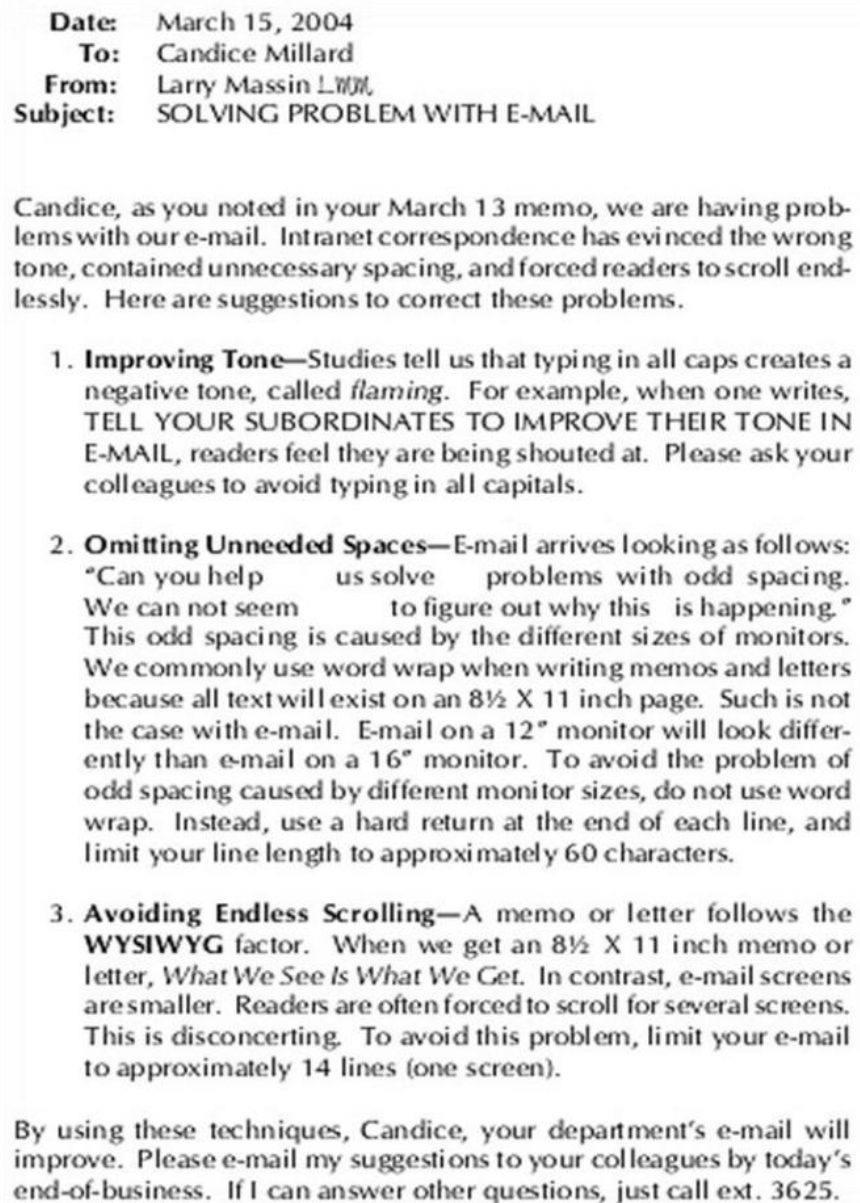 Date: March 15, 2004
To: Candice Millard
From: Larry Massin LMM
Subject: SOLVING PROBLEM WITH E-MAIL
Candice, as you noted in your March 13 memo, we are having prob-
lems with our e-mail. Intranet correspondence has evinced the wrong
tone, contained unnecessary spacing, and forced readers to scroll end-
lessly. Here are suggestions to correct these problems.
1. Improving Tone—Studies tell us that typing in all caps creates a
negative tone, called flaming. For example, when one writes,
TELL YOUR SUBORDINATES TO IMPROVE THEIR TONE IN
E-MAIL, readers feel they are being shouted at. Please ask your
colleagues to avoid typing in all capitals.
2. Omitting Unneeded Spaces—E-mail arrives looking as follows:
"Can you help us solve problems with odd spacing.
We can not seem to figure out why this is happening."
This odd spacing is caused by the different sizes of monitors.
We commonly use word wrap when writing memos and letters
because all text will exist on an 8½ X 11 inch page. Such is not
the case with e-mail. E-mail on a 12" monitor will look differ-
ently than e-mail on a 16" monitor. To avoid the problem of
odd spacing caused by different monitor sizes, do not use word
wrap. Instead, use a hard return at the end of each line, and
limit your line length to approximately 60 characters.
3. Avoiding Endless Scrolling—A memo or letter follows the
WYSIWYG factor. When we get an 8½ X 11 inch memo or
letter, What We See Is What We Get. In contrast, e-mail screens
are smaller. Readers are often forced to scroll for several screens.
This is disconcerting. To avoid this problem, limit your e-mail
to approximately 14 lines (one screen).
By using these techniques, Candice, your department's e-mail will
improve. Please e-mail my suggestions to your colleagues by today's
end-of-business. If I can answer other questions, just call ext. 3625.